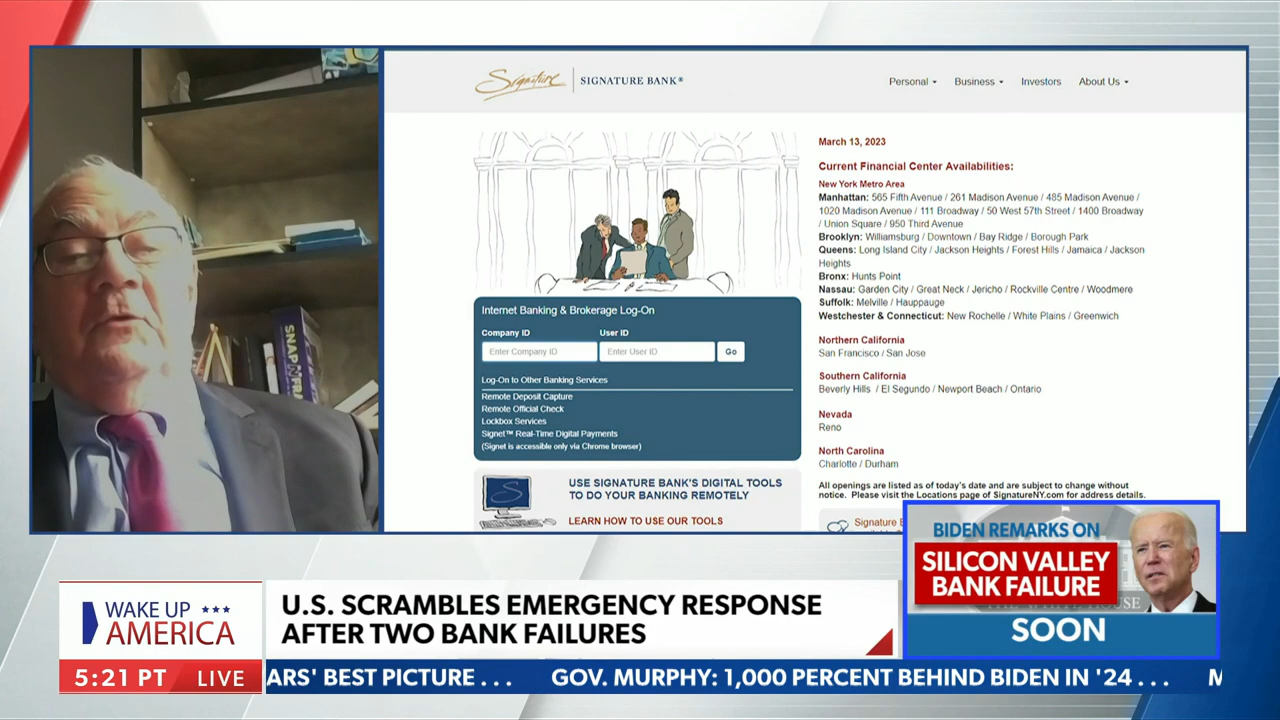 Signature
SIGNATURE BANK®
Personal
Business
Investors
About Us
March 13, 2023
Current Financial Center Availabilities:
New York Metro Area
Manhattan: 565 Fifth Avenue / 261 Madison Avenue / 485 Madison Avenue /
1020 Madison Avenue / 111 Broadway / 50 West 57th Street / 1400 Broadway
/ Union Square / 950 Third Avenue
Brooklyn: Williamsburg / Downtown / Bay Ridge / Borough Park
Queens: Long Island City / Jackson Heights / Forest Hills / Jamaica / Jackson
Heights
Bronx: Hunts Point
Nassau: Garden City / Great Neck / Jericho / Rockville Centre / Woodmere
Suffolk: Melville / Hauppauge
Westchester & Connecticut: New Rochelle / White Plains / Greenwich
Northern California
San Francisco / San Jose
Southern California
Beverly Hills / El Segundo / Newport Beach / Ontario
Nevada
Reno
North Carolina
Charlotte / Durham
All openings are listed as of today's date and are subject to change without
notice. Please visit the Locations page of SignatureNY.com for address details.
Signature
Internet Banking & Brokerage Log-On
Company ID
User ID
Enter Company ID
Enter User ID
Go
Log-On to Other Banking Services
Remote Deposit Capture
Remote Official Check
Lockbox Services
Signet™ Real-Time Digital Payments
(Signet is accessible only via Chrome browser)
USE SIGNATURE BANK'S DIGITAL TOOLS
TO DO YOUR BANKING REMOTELY
LEARN HOW TO USE OUR TOOLS
SNAP
BIDEN REMARKS ON
SILICON VALLEY
BANK FAILURE
THE WHITE HOUSE
SOON
WAKE UP
AMERICA
U.S. SCRAMBLES EMERGENCY RESPONSE
AFTER TWO BANK FAILURES
5:21 PT LIVE
ARS' BEST PICTURE . . . GOV. MURPHY: 1,000 PERCENT BEHIND BIDEN IN '24 . . .